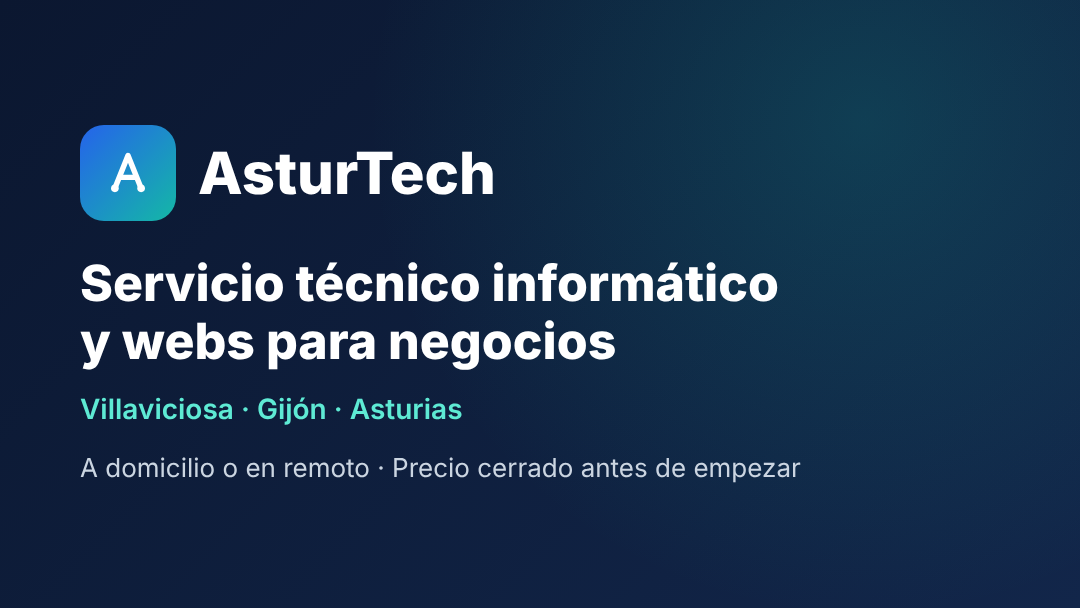 A
AsturTech
Servicio técnico informático
y webs para negocios
Villaviciosa · Gijón · Asturias
A domicilio o en remoto · Precio cerrado antes de empezar